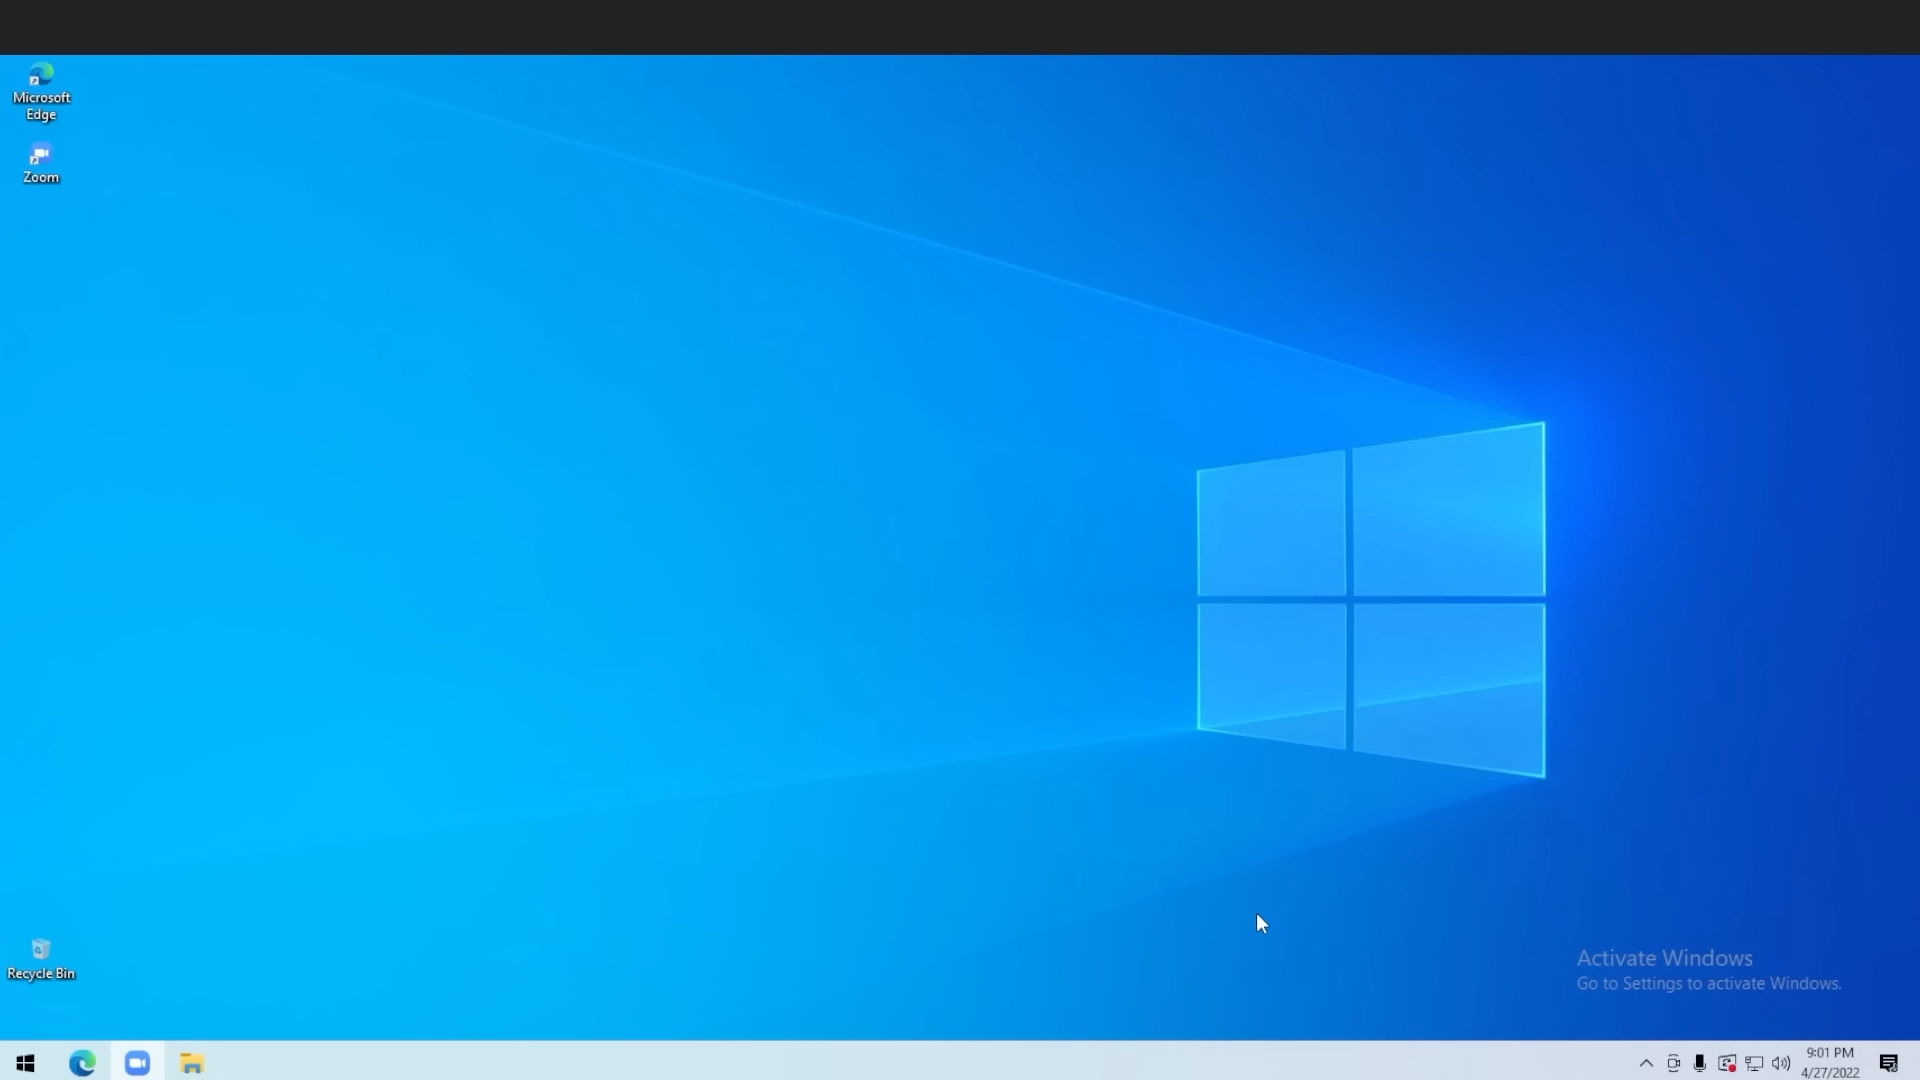 Microsoft
Edge
Zoom
Recycle Bin
Activate Windows
Go to Settings to activate Windows.
9:01 PM
4/27/2022